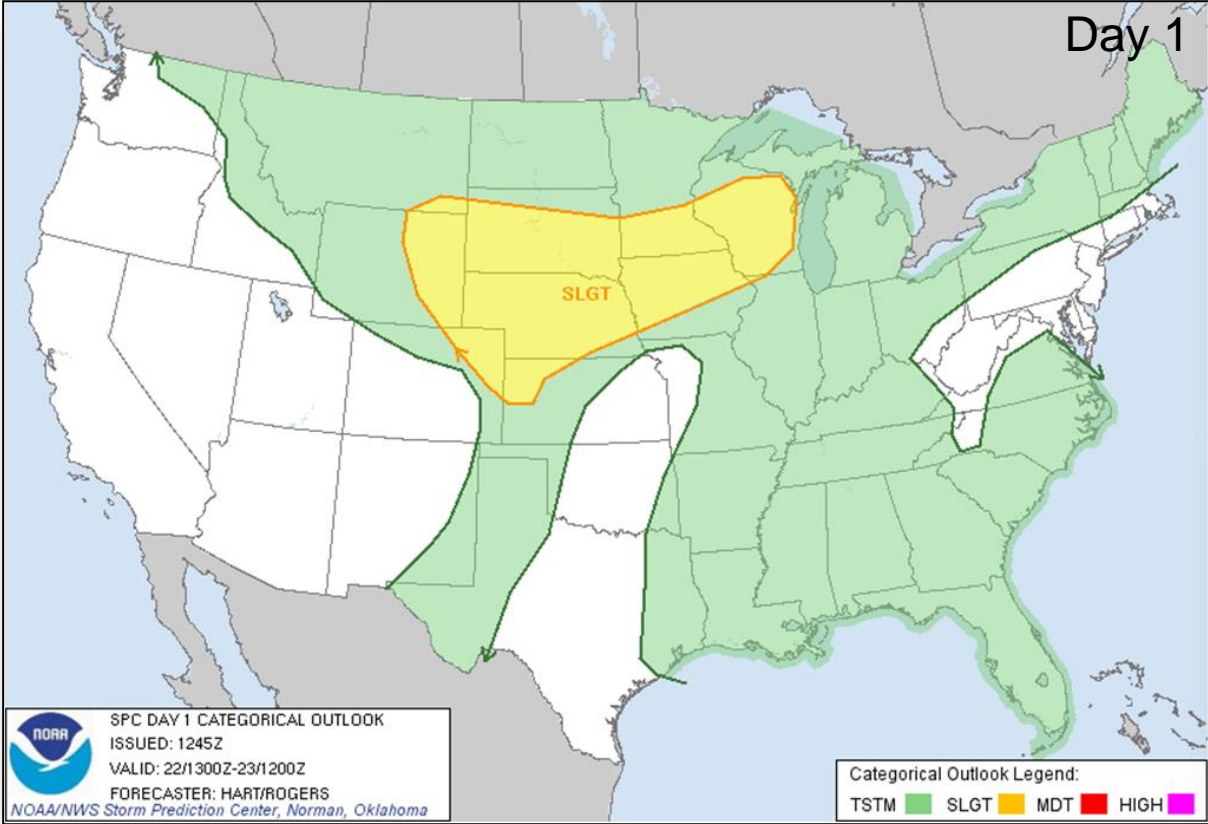 Day 1
SLGT
NOAA
SPC DAY 1 CATEGORICAL OUTLOOK
ISSUED: 1245Z
VALID: 22/1300Z-23/1200Z
FORECASTER: HART/ROGERS
NOAA/NWS Storm Prediction Center, Norman, Oklahoma
Categorical Outlook Legend:
TSTM SLGT MDT HIGH